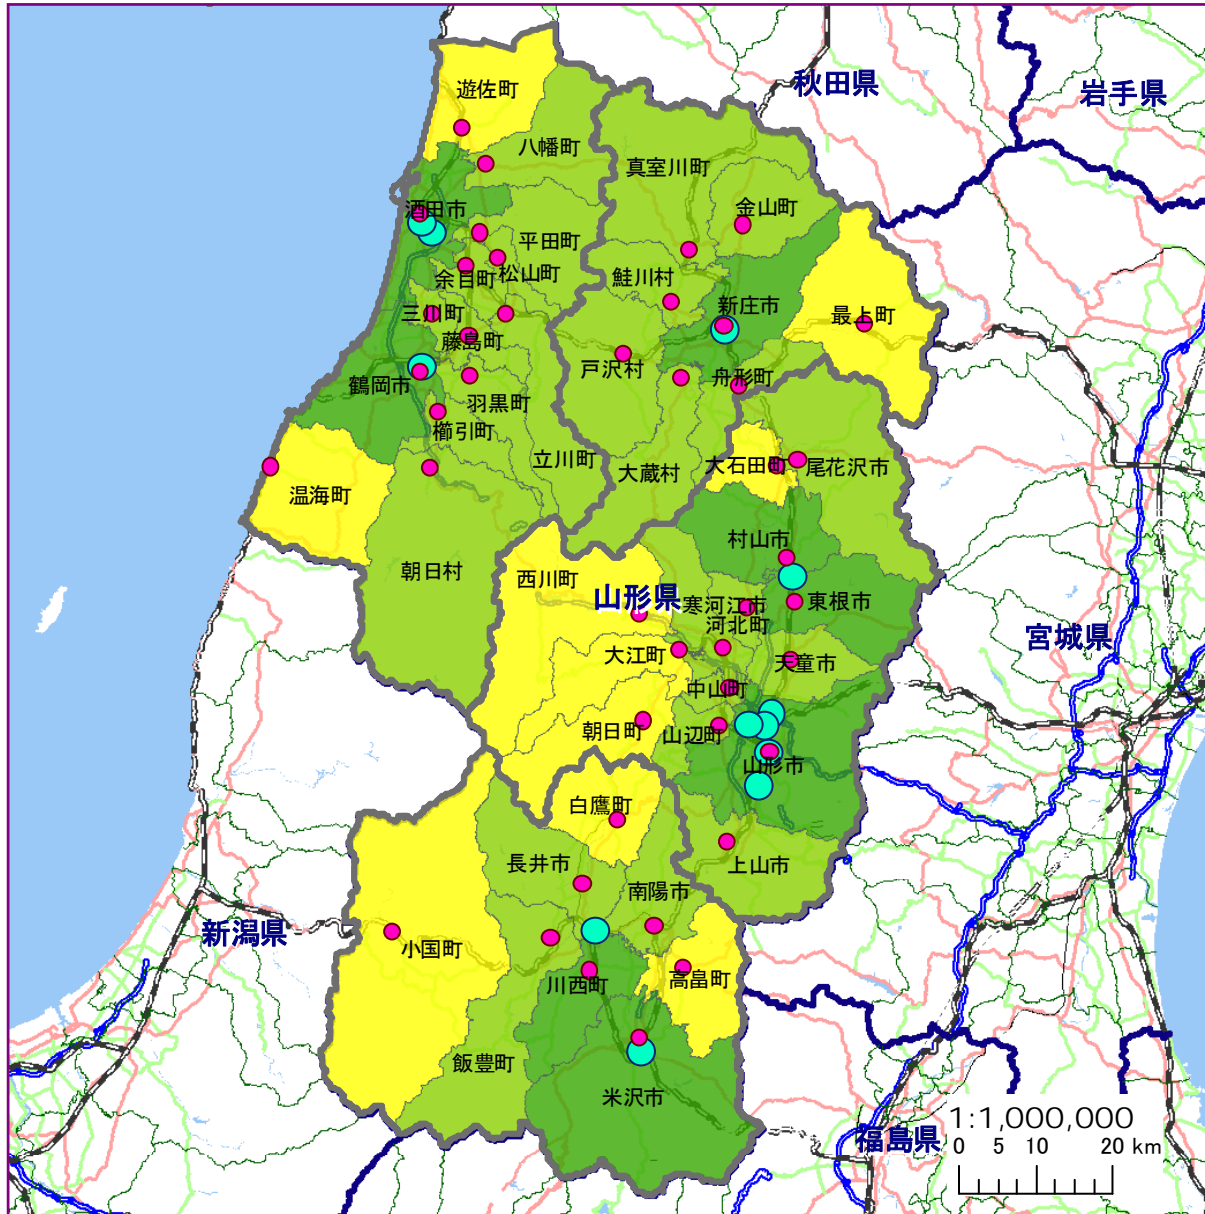 秋田県
岩手県
遊佐町
八幡町
真室川町
金山町
酒田市
平田町
松山町
余目町
鮭川村
新庄市
最上町
三川町
藤島町
戸沢村
舟形町
鶴岡市
羽黒町
櫛引町
立川町
大蔵村
大石田町
尾花沢市
温海町
村山市
朝日村
西川町
山形県
寒河江市
東根市
河北町
宮城県
大江町
天童市
中山町
朝日町
山辺町
山形市
白鷹町
長井市
上山市
南陽市
新潟県
小国町
川西町
高畠町
飯豊町
米沢市
福島県
1:1,000,000
0 5 10 20 km